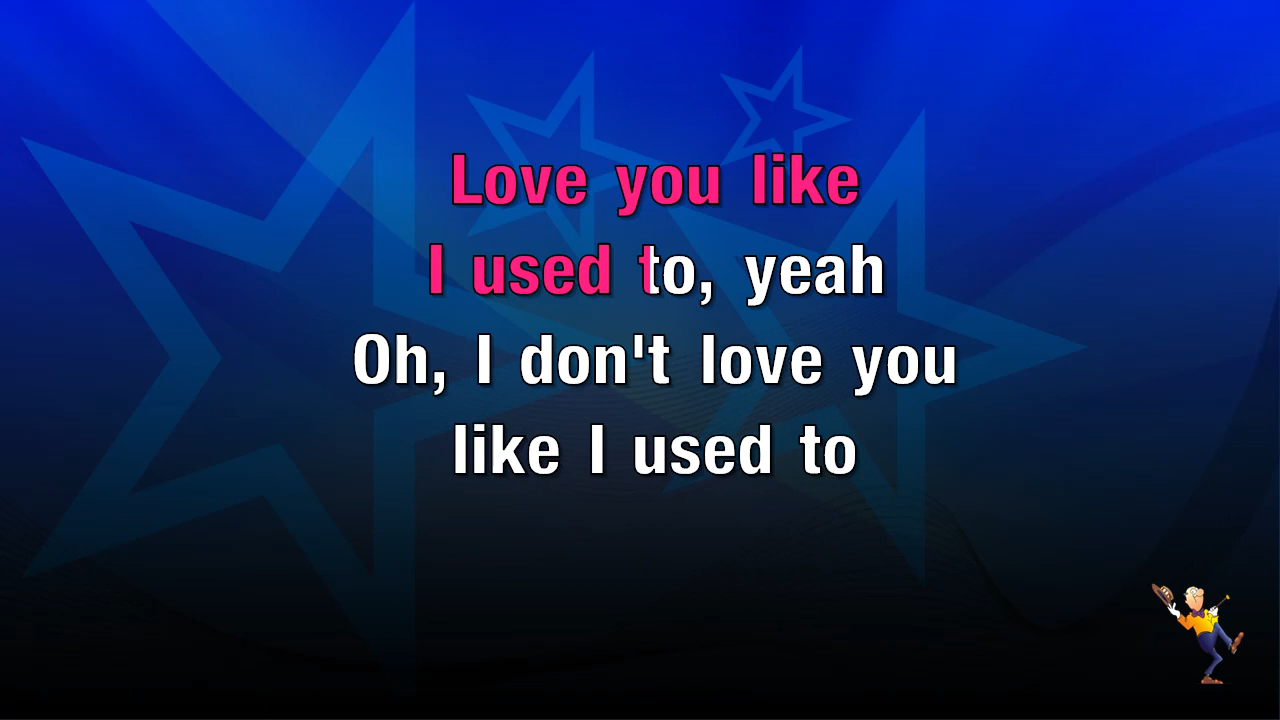 Love you like
I used to, yeah
Oh, I don't love you
like I used to